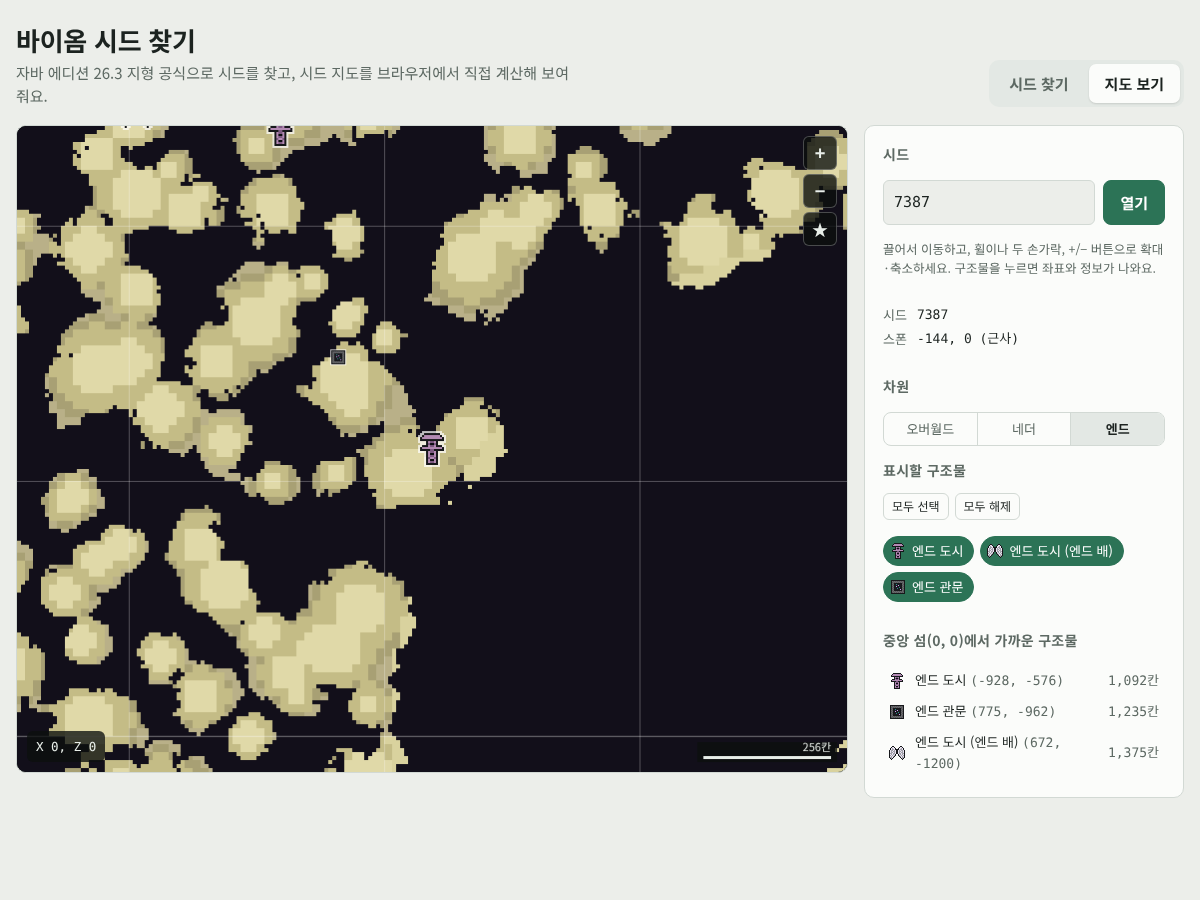 바이옴 시드 찾기
자바 에디션 26.3 지형 공식으로 시드를 찾고, 시드 지도를 브라우저에서 직접 계산해 보여
줘요.
시드 찾기
지도 보기
+
−
★
X 0, Z 0
256칸
시드
7387
열기
끌어서 이동하고, 휠이나 두 손가락, +/− 버튼으로 확대
·축소하세요. 구조물을 누르면 좌표와 정보가 나와요.
시드 7387
스폰 -144, 0 (근사)
차원
오버월드
네더
엔드
표시할 구조물
모두 선택
모두 해제
엔드 도시
엔드 도시 (엔드 배)
엔드 관문
중앙 섬(0, 0)에서 가까운 구조물
엔드 도시 (-928, -576) 1,092칸
엔드 관문 (775, -962) 1,235칸
엔드 도시 (엔드 배) (672,
-1200) 1,375칸